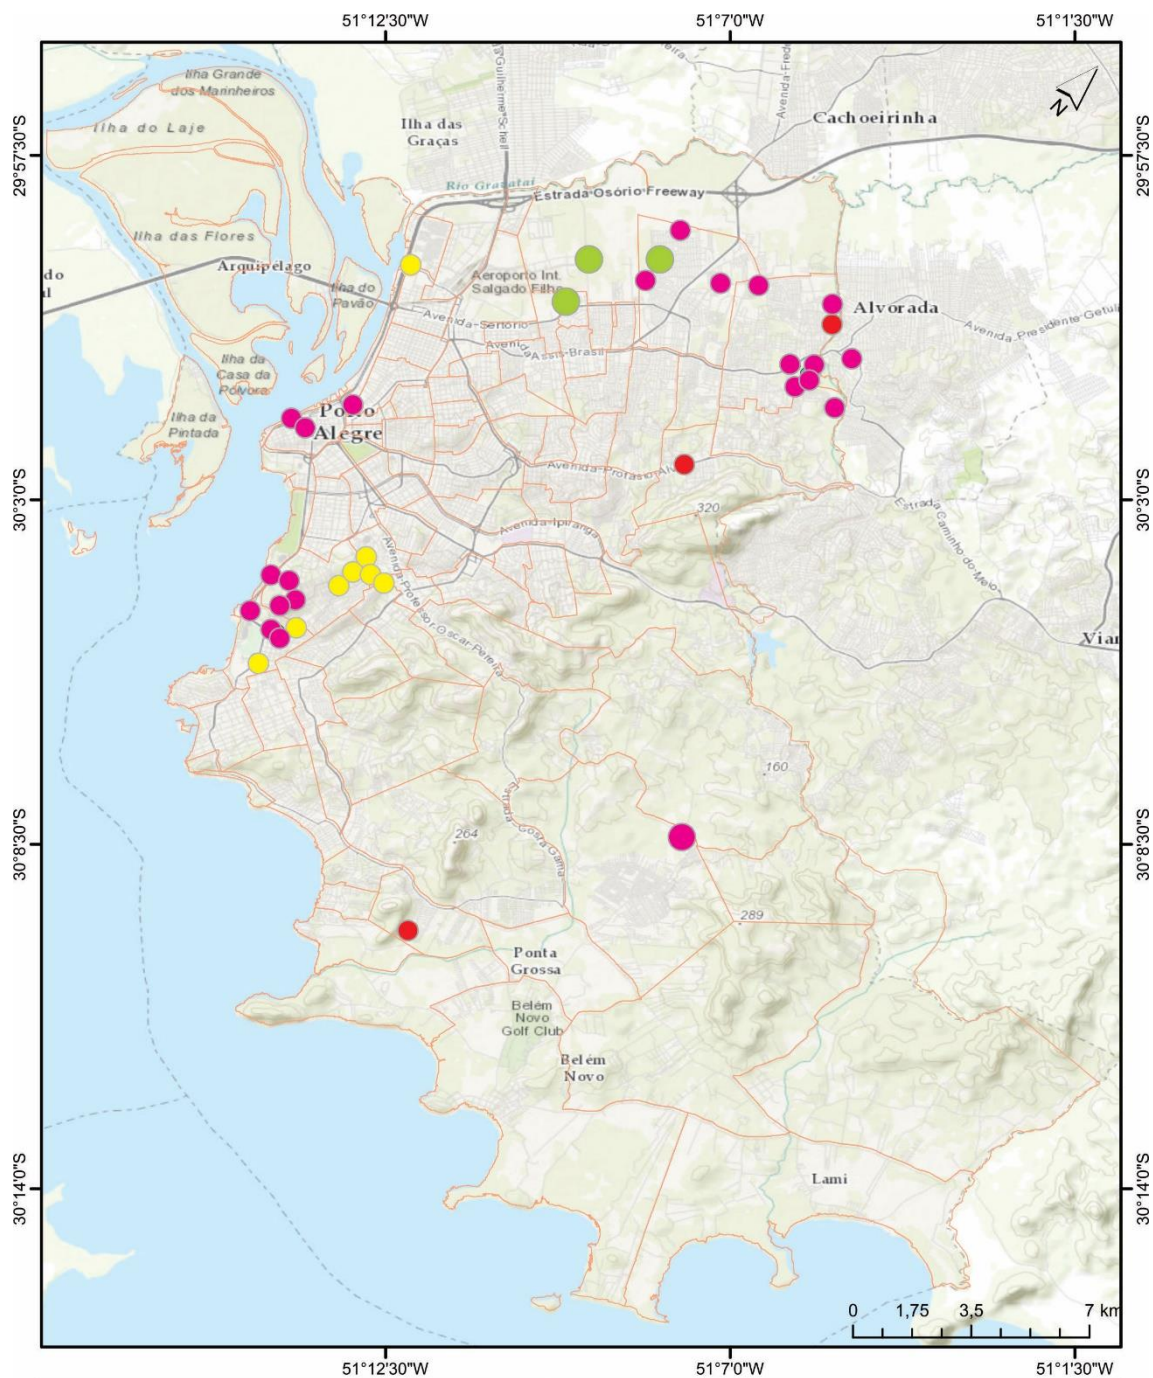 51°12'30"W
51°7'0"W
51°1'30"W
Ilha Grande
dos Marinheiros
Ilha do Laje
Ilha das
Graças
Cachoeirinha
N
29°57'30"S
29°57'30"S
Rio Gravataí
Estrada Osório Freeway
Ilha das Flores
Arquipélago
Ilha do
Pavão
Aeroporto Int.
Salgado Filho
Alvorada
Avenida-Sertório
Avenida-Assis-Brasil
Avenida-Presidente-Getúl
do
Ilha da
Casa da
Pólvora
Ilha da
Pintada
Porto
Alegre
Avenida-Protásio Alv
30°3'0"S
30°3'0"S
320
Avenida-Ipiranga
Estrada Caminho do Meio
Avenida-Professor-Oscar-Pereira
Viam
160
Estrada-Costa Gama
264
30°8'30"S
30°8'30"S
289
Ponta
Grossa
Belém
Novo
Golf Club
Belém
Novo
Lami
30°14'0"S
30°14'0"S
0 1,75 3,5 7 km
51°12'30"W
51°7'0"W
51°1'30"W